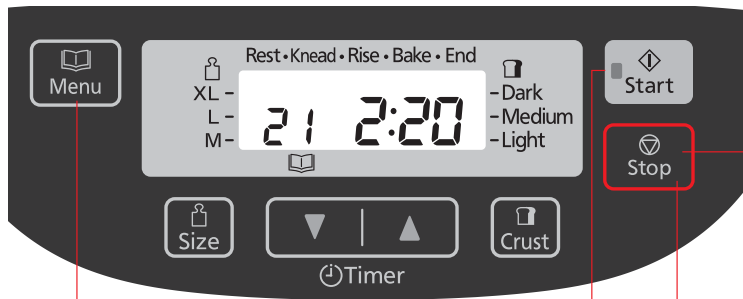 Menu
Rest • Knead • Rise • Bake • End
XL -
L -
M -
21 2:20
- Dark
- Medium
- Light
Start
Stop
Size
Timer
Crust